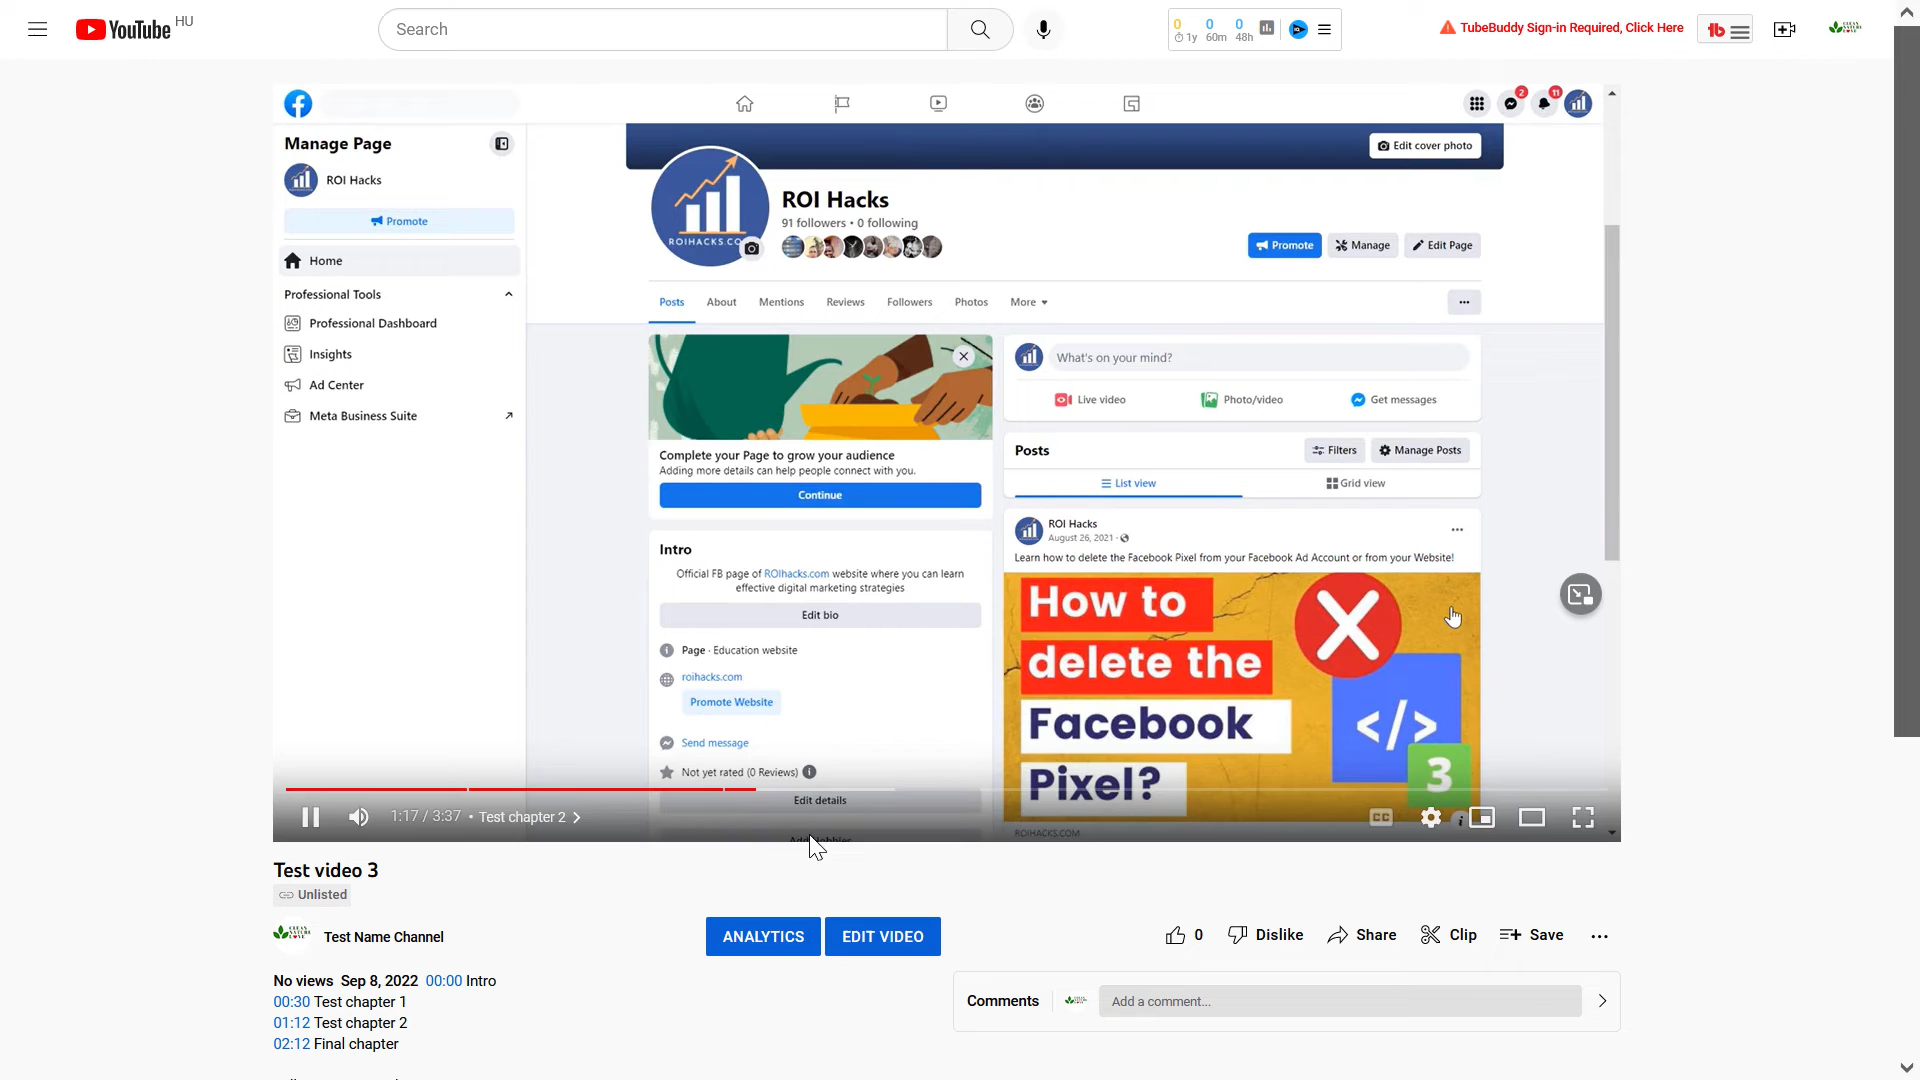 YouTube HU
Search
0 0 0
1y 60m 48h
TubeBuddy Sign-in Required, Click Here
tb
2
11
Manage Page
ROI Hacks
Promote
Home
Professional Tools
Professional Dashboard
Insights
Ad Center
Meta Business Suite
Edit cover photo
ROIHACKS.CO
ROI Hacks
91 followers • 0 following
Promote
Manage
Edit Page
Posts
About
Mentions
Reviews
Followers
Photos
More
Complete your Page to grow your audience
Adding more details can help people connect with you.
Continue
Intro
Official FB page of ROIhacks.com website where you can learn
effective digital marketing strategies
Edit bio
Page · Education website
roihacks.com
Promote Website
Send message
Not yet rated (0 Reviews)
Edit details
What's on your mind?
Live video
Photo/video
Get messages
Posts
Filters
Manage Posts
List view
Grid view
ROI Hacks
August 26, 2021 ·
Learn how to delete the Facebook Pixel from your Facebook Ad Account or from your Website!
How to
delete the
Facebook
Pixel?
</>
3
ROIHACKS.COM
1:17 / 3:37 • Test chapter 2
CC
Test video 3
Unlisted
Test Name Channel
ANALYTICS
EDIT VIDEO
0
Dislike
Share
Clip
Save
No views Sep 8, 2022 00:00 Intro
00:30 Test chapter 1
01:12 Test chapter 2
02:12 Final chapter
Comments
Add a comment...